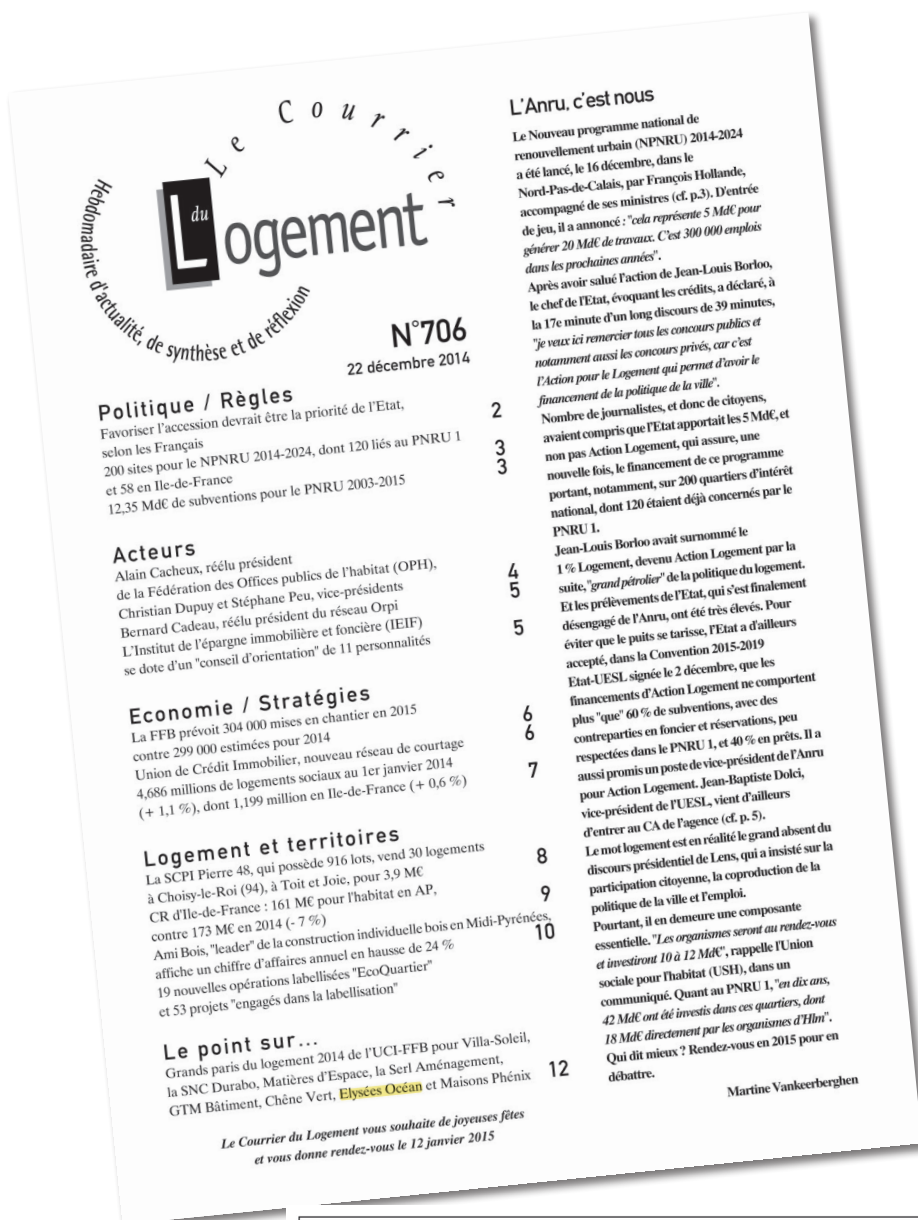 Le Courrier
du
Logement
Hebdomadaire d'actualité, de synthèse et de réflexion
N°706
22 décembre 2014
Politique / Règles
Favoriser l'accession devrait être la priorité de l'Etat,
selon les Français 2
200 sites pour le NPNRU 2014-2024, dont 120 liés au PNRU 1
et 58 en Ile-de-France 3
12,35 Md€ de subventions pour le PNRU 2003-2015 3
Acteurs
Alain Cacheux, réélu président
de la Fédération des Offices publics de l'habitat (OPH),
Christian Dupuy et Stéphane Peu, vice-présidents 4
Bernard Cadeau, réélu président du réseau Orpi 5
L'Institut de l'épargne immobilière et foncière (IEIF)
se dote d'un "conseil d'orientation" de 11 personnalités 5
Economie / Stratégies
La FFB prévoit 304 000 mises en chantier en 2015
contre 299 000 estimées pour 2014 6
Union de Crédit Immobilier, nouveau réseau de courtage 6
4,686 millions de logements sociaux au 1er janvier 2014
(+ 1,1 %), dont 1,199 million en Ile-de-France (+ 0,6 %) 7
Logement et territoires
La SCPI Pierre 48, qui possède 916 lots, vend 30 logements
à Choisy-le-Roi (94), à Toit et Joie, pour 3,9 M€ 8
CR d'Ile-de-France : 161 M€ pour l'habitat en AP,
contre 173 M€ en 2014 (- 7 %) 9
Ami Bois, "leader" de la construction individuelle bois en Midi-Pyrénées,
affiche un chiffre d'affaires annuel en hausse de 24 % 10
19 nouvelles opérations labellisées "EcoQuartier"
et 53 projets "engagés dans la labellisation"
Le point sur...
Grands paris du logement 2014 de l'UCI-FFB pour Villa-Soleil,
la SNC Durabo, Matières d'Espace, la Serl Aménagement,
GTM Bâtiment, Chêne Vert, Elysées Océan et Maisons Phénix 12
Le Courrier du Logement vous souhaite de joyeuses fêtes
et vous donne rendez-vous le 12 janvier 2015
L'Anru, c'est nous
Le Nouveau programme national de
renouvellement urbain (NPNRU) 2014-2024
a été lancé, le 16 décembre, dans le
Nord-Pas-de-Calais, par François Hollande,
accompagné de ses ministres (cf. p.3). D'entrée
de jeu, il a annoncé : "cela représente 5 Md€ pour
générer 20 Md€ de travaux. C'est 300 000 emplois
dans les prochaines années".
Après avoir salué l'action de Jean-Louis Borloo,
le chef de l'Etat, évoquant les crédits, a déclaré, à
la 17e minute d'un long discours de 39 minutes,
"je veux ici remercier tous les concours publics et
notamment aussi les concours privés, car c'est
l'Action pour le Logement qui permet d'avoir le
financement de la politique de la ville".
Nombre de journalistes, et donc de citoyens,
avaient compris que l'Etat apportait les 5 Md€, et
non pas Action Logement, qui assure, une
nouvelle fois, le financement de ce programme
portant, notamment, sur 200 quartiers d'intérêt
national, dont 120 étaient déjà concernés par le
PNRU 1.
Jean-Louis Borloo avait surnommé le
1 % Logement, devenu Action Logement par la
suite, "grand pétrolier" de la politique du logement.
Et les prélèvements de l'Etat, qui s'est finalement
désengagé de l'Anru, ont été très élevés. Pour
éviter que le puits se tarisse, l'Etat a d'ailleurs
accepté, dans la Convention 2015-2019
Etat-UESL signée le 2 décembre, que les
financements d'Action Logement ne comportent
plus "que" 60 % de subventions, avec des
contreparties en foncier et réservations, peu
respectées dans le PNRU 1, et 40 % en prêts. Il a
aussi promis un poste de vice-président de l'Anru
pour Action Logement. Jean-Baptiste Dolci,
vice-président de l'UESL, vient d'ailleurs
d'entrer au CA de l'agence (cf. p. 5).
Le mot logement est en réalité le grand absent du
discours présidentiel de Lens, qui a insisté sur la
participation citoyenne, la coproduction de la
politique de la ville et l'emploi.
Pourtant, il en demeure une composante
essentielle. "Les organismes seront au rendez-vous
et investiront 10 à 12 Md€", rappelle l'Union
sociale pour l'habitat (USH), dans un
communiqué. Quant au PNRU 1, "en dix ans,
42 Md€ ont été investis dans ces quartiers, dont
18 Md€ directement par les organismes d'Hlm".
Qui dit mieux ? Rendez-vous en 2015 pour en
débattre.
Martine Vankeerberghen